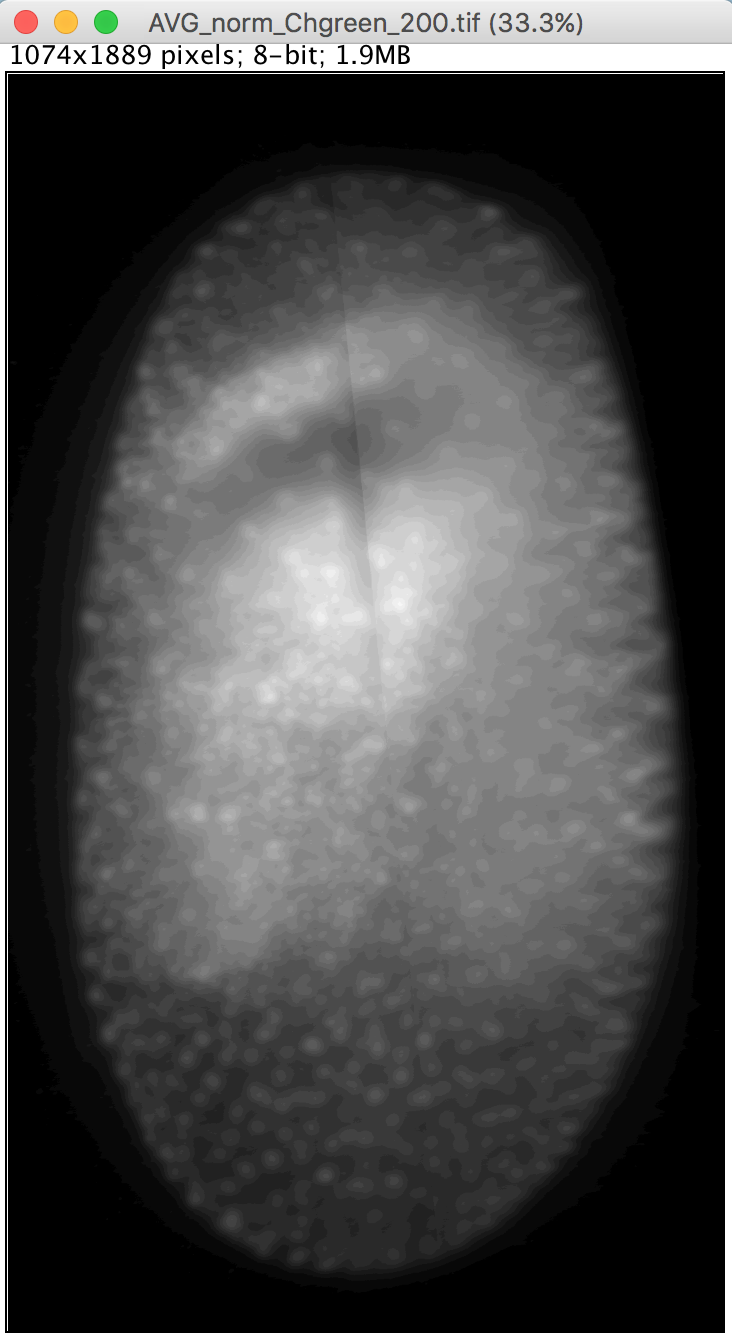 AVG_norm_Chgreen_200.tif (33.3%)
1074x1889 pixels; 8-bit; 1.9MB